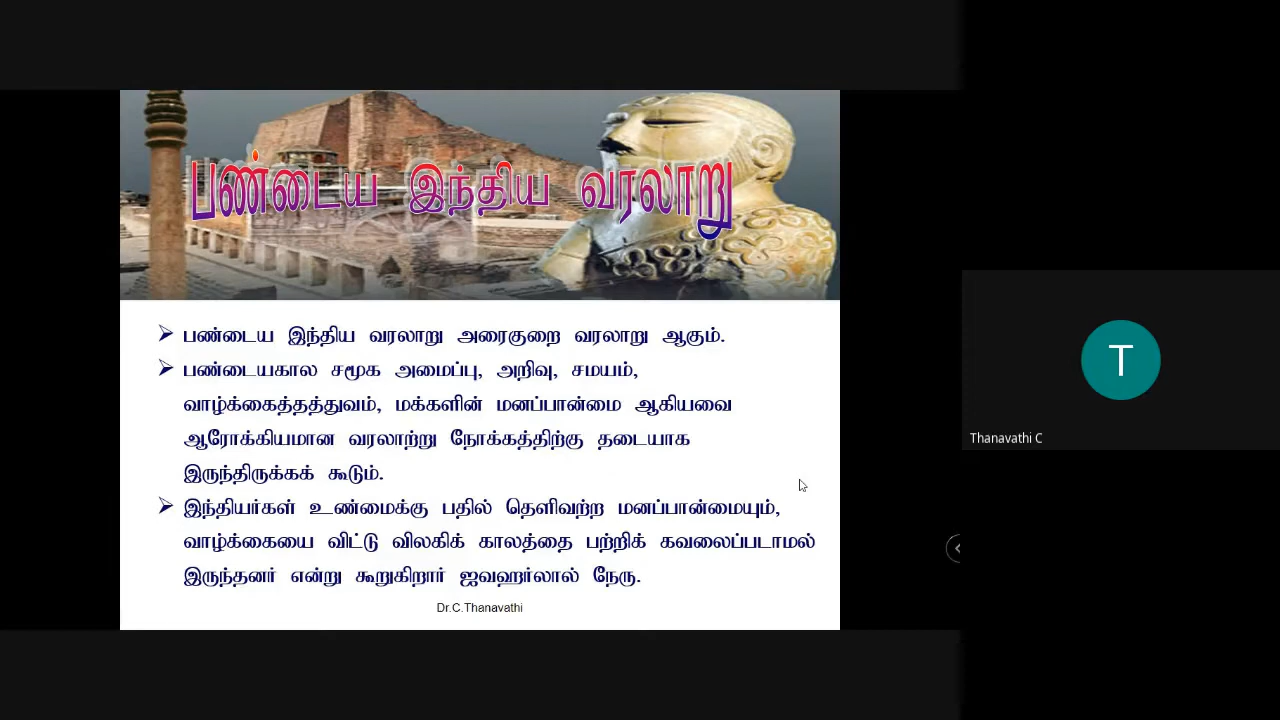 பண்டைய இந்திய வரலாறு
➢ பண்டைய இந்திய வரலாறு அரைகுறை வரலாறு ஆகும்.
➢ பண்டையகால சமூக அமைப்பு, அறிவு, சமயம்,
வாழ்க்கைத்தத்துவம், மக்களின் மனப்பான்மை ஆகியவை
ஆரோக்கியமான வரலாற்று நோக்கத்திற்கு தடையாக
இருந்திருக்கக் கூடும்.
➢ இந்தியர்கள் உண்மைக்கு பதில் தெளிவற்ற மனப்பான்மையும்,
வாழ்க்கையை விட்டு விலகிக் காலத்தை பற்றிக் கவலைப்படாமல்
இருந்தனர் என்று கூறுகிறார் ஜவஹர்லால் நேரு.
Dr.C.Thanavathi
T
Thanavathi C